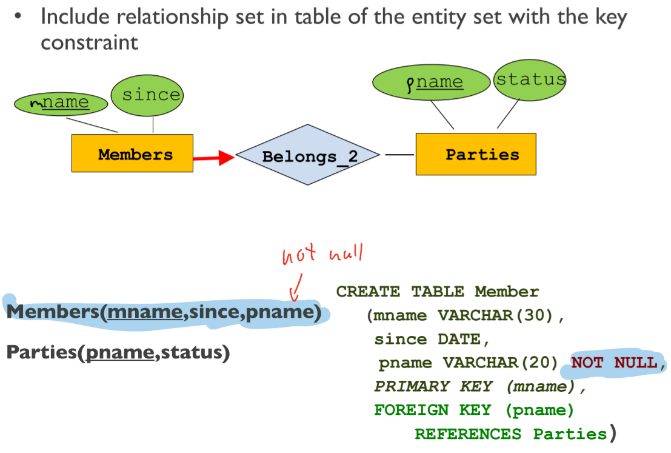 • Include relationship set in table of the entity set with the key
constraint
mname
since
pname
status
Members
Belongs_2
Parties
not null
Members(mname,since,pname)
Parties(pname,status)
CREATE TABLE Member
(mname VARCHAR(30),
since DATE,
pname VARCHAR(20) NOT NULL,
PRIMARY KEY (mname),
FOREIGN KEY (pname)
REFERENCES Parties)